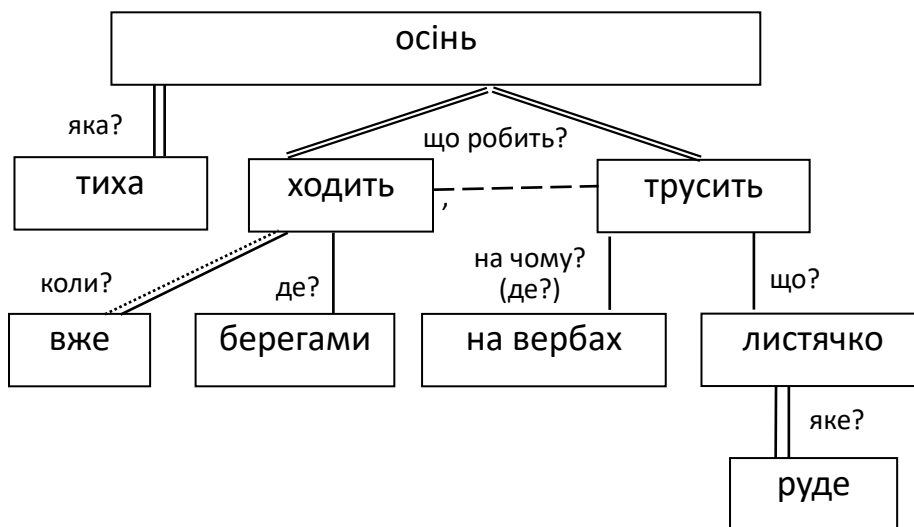 осінь
яка?
що робить?
тиха
ходить
,
трусить
коли?
де?
на чому?
(де?)
що?
вже
берегами
на вербах
листячко
яке?
руде